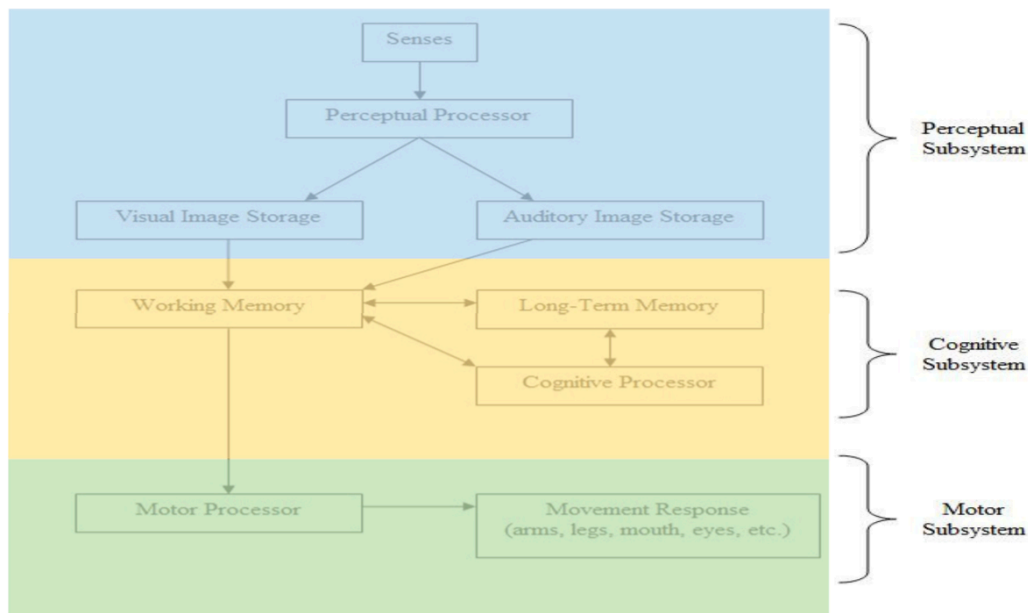 Senses
Perceptual Processor
Perceptual
Subsystem
Visual Image Storage
Auditory Image Storage
Working Memory
Long-Term Memory
Cognitive
Subsystem
Cognitive Processor
Motor Processor
Movement Response
(arms, legs, mouth, eyes, etc.)
Motor
Subsystem